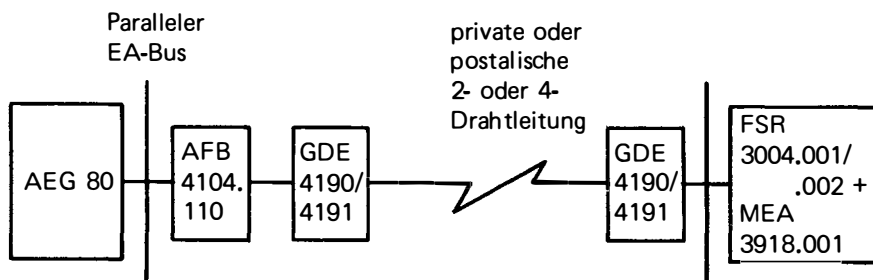 Paralleler
EA-Bus
private oder
postalische
2- oder 4-
Drahtleitung
AEG 80
AFB
4104.
110
GDE
4190/
4191
GDE
4190/
4191
FSR
3004.001/
.002 +
MEA
3918.001